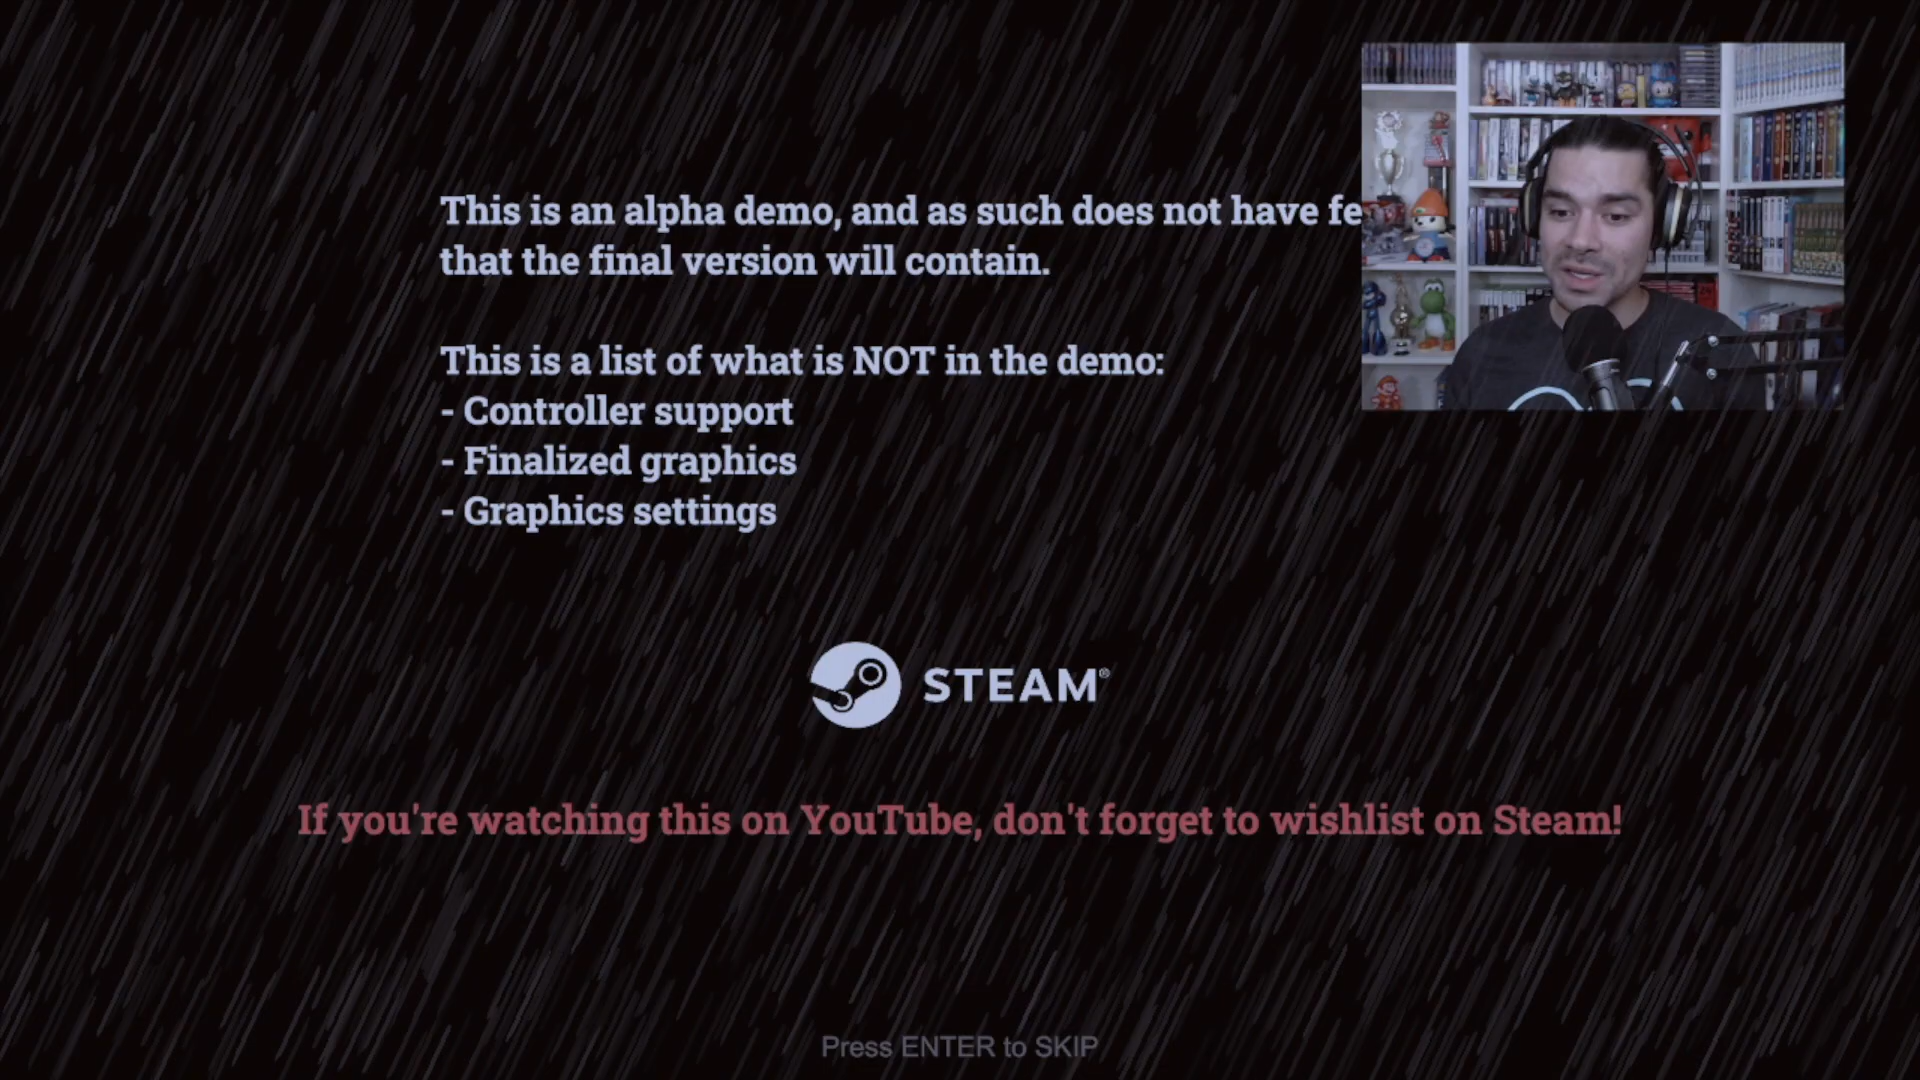 This is an alpha demo, and as such does not have
that the final version will contain.
This is a list of what is NOT in the demo:
- Controller support
- Finalized graphics
- Graphics settings
STEAM®
If you're watching this on YouTube, don't forget to wishlist on Steam!
Press ENTER to SKIP